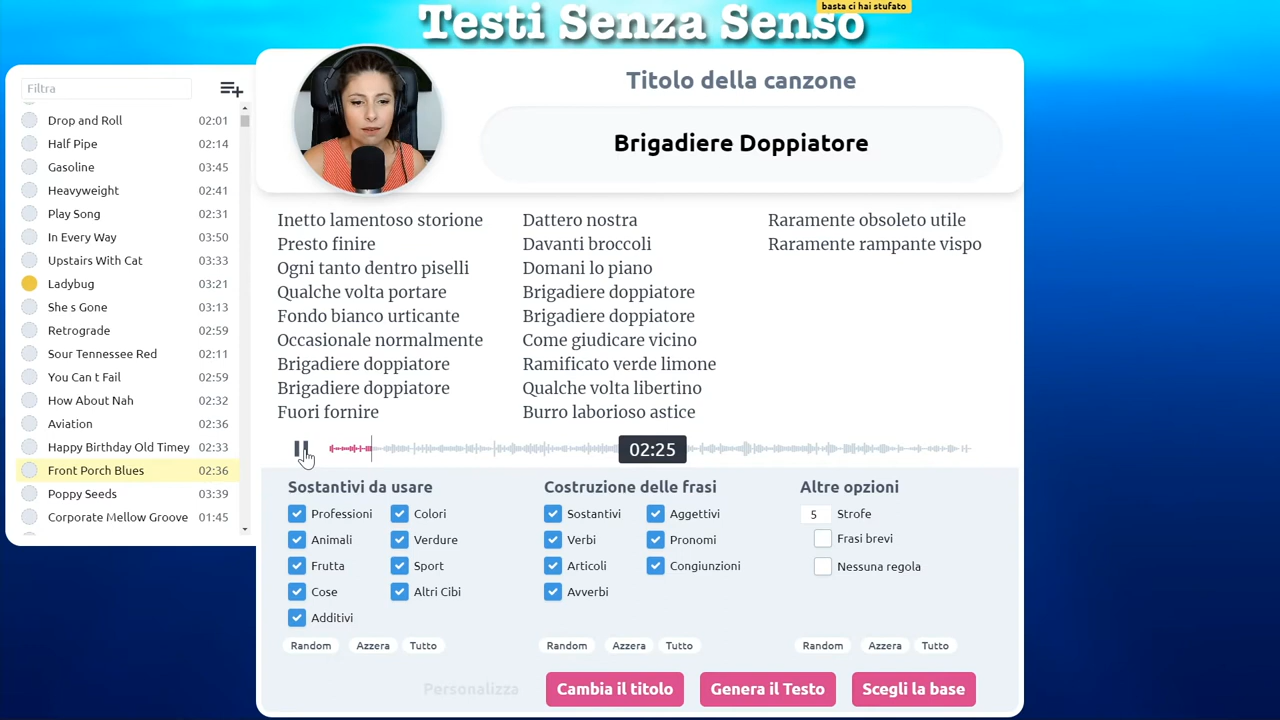 basta ci hai stufato
Testi Senza Senso
Filtra
Drop and Roll 02:01
Half Pipe 02:14
Gasoline 03:45
Heavyweight 02:41
Play Song 02:31
In Every Way 03:50
Upstairs With Cat 03:33
Ladybug 03:21
She s Gone 03:13
Retrograde 02:59
Sour Tennessee Red 02:11
You Can t Fail 02:59
How About Nah 02:32
Aviation 02:36
Happy Birthday Old Timey 02:33
Front Porch Blues 02:36
Poppy Seeds 03:39
Corporate Mellow Groove 01:45
Titolo della canzone
Brigadiere Doppiatore
Inetto lamentoso storione
Presto finire
Ogni tanto dentro piselli
Qualche volta portare
Fondo bianco urticante
Occasionale normalmente
Brigadiere doppiatore
Brigadiere doppiatore
Fuori fornire
Dattero nostra
Davanti broccoli
Domani lo piano
Brigadiere doppiatore
Brigadiere doppiatore
Come giudicare vicino
Ramificato verde limone
Qualche volta libertino
Burro laborioso astice
Raramente obsoleto utile
Raramente rampante vispo
02:25
Sostantivi da usare
Professioni Colori
Animali Verdure
Frutta Sport
Cose Altri Cibi
Additivi
Random Azzera Tutto
Costruzione delle frasi
Sostantivi Aggettivi
Verbi Pronomi
Articoli Congiunzioni
Avverbi
Random Azzera Tutto
Altre opzioni
5 Strofe
Frasi brevi
Nessuna regola
Random Azzera Tutto
Personalizza Cambia il titolo Genera il Testo Scegli la base